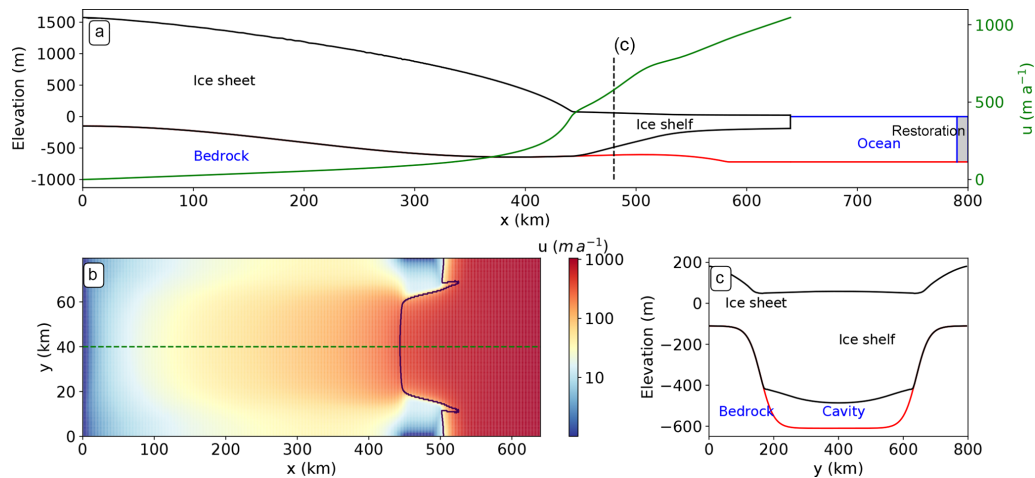 a
1500
1000
500
0
−500
−1000
Elevation (m)
Ice sheet
Bedrock
(c)
Ice shelf
Restoration
Ocean
1000
500
0
u (m a⁻¹)
0 100 200 300 400 500 600 700 800
x (km)
b
u (m a⁻¹)
60
40
20
0
y (km)
0 100 200 300 400 500 600
x (km)
1000
100
10
c
200
0
−200
−400
−600
Elevation (m)
Ice sheet
Ice shelf
Bedrock
Cavity
0 200 400 600 800
y (km)